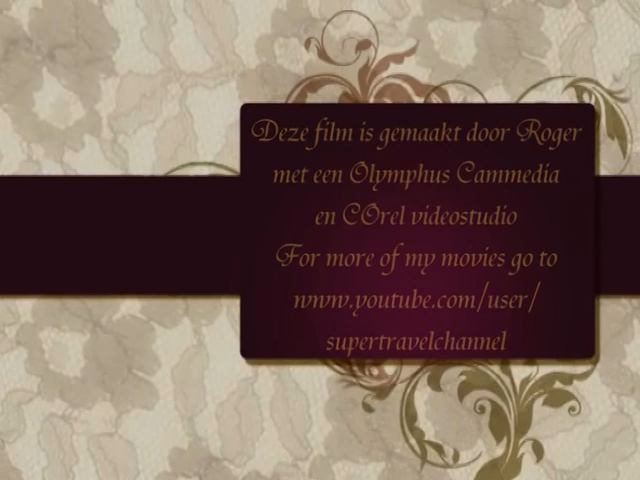 Deze film is gemaakt door Roger
met een Olymphus Cammedia
en COrel videostudio
For more of my movies go to
www.youtube.com/user/
supertravelchannel